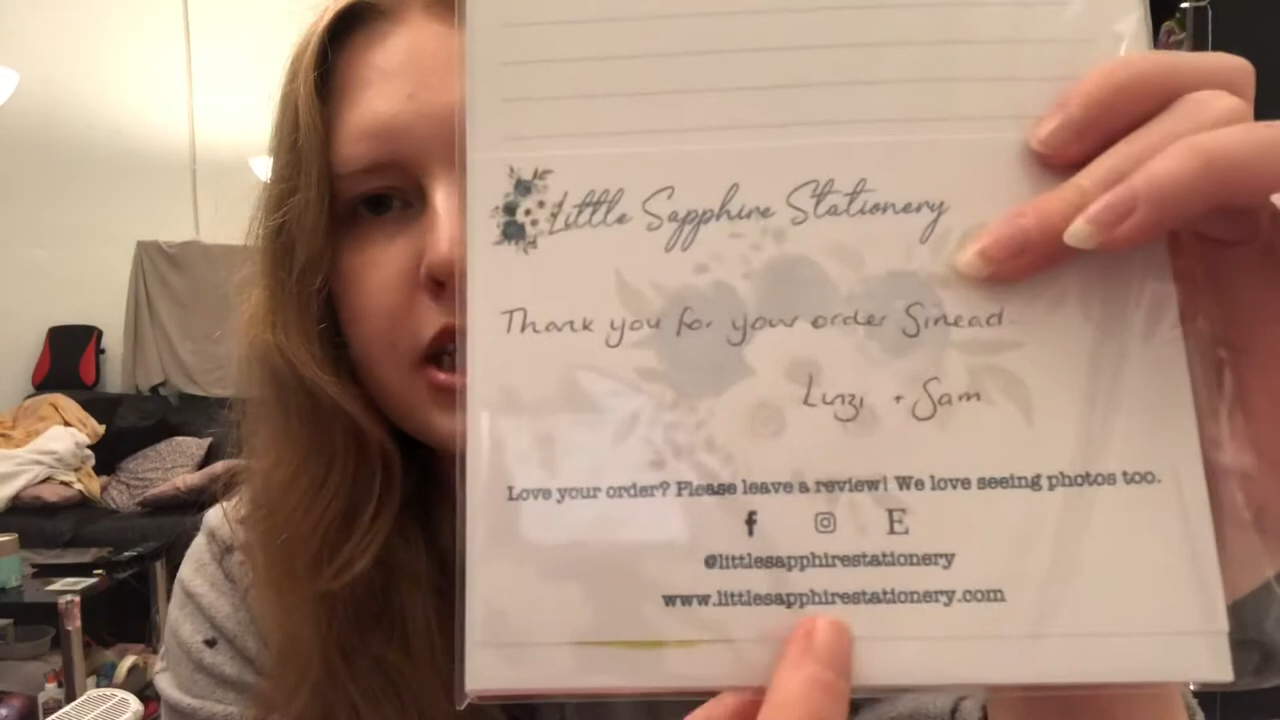 Little Sapphire Stationery
Thank you for your order Sinead
Linzi + Sam
Love your order? Please leave a review! We love seeing photos too.
f E
@littlesapphirestationery
www.littlesapphirestationery.com